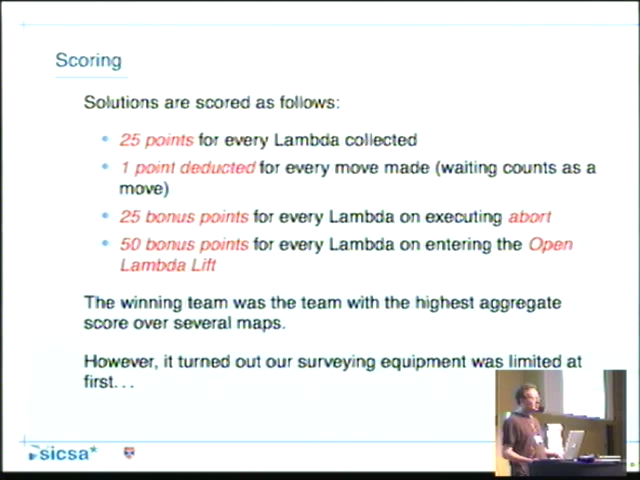 Scoring
Solutions are scored as follows:
• 25 points for every Lambda collected
• 1 point deducted for every move made (waiting counts as a
move)
• 25 bonus points for every Lambda on executing abort
• 50 bonus points for every Lambda on entering the Open
Lambda Lift
The winning team was the team with the highest aggregate
score over several maps.
However, it turned out our surveying equipment was limited at
first...
sicsa*